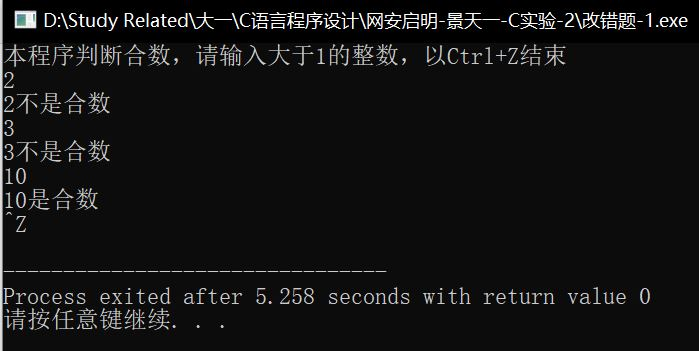 D:\Study Related\大一\C语言程序设计\网安启明-景天一-C实验-2\改错题-1.exe
本程序判断合数，请输入大于1的整数，以Ctrl+Z结束
2
2不是合数
3
3不是合数
10
10是合数
^Z
--------------------------------
Process exited after 5.258 seconds with return value 0
请按任意键继续. . .